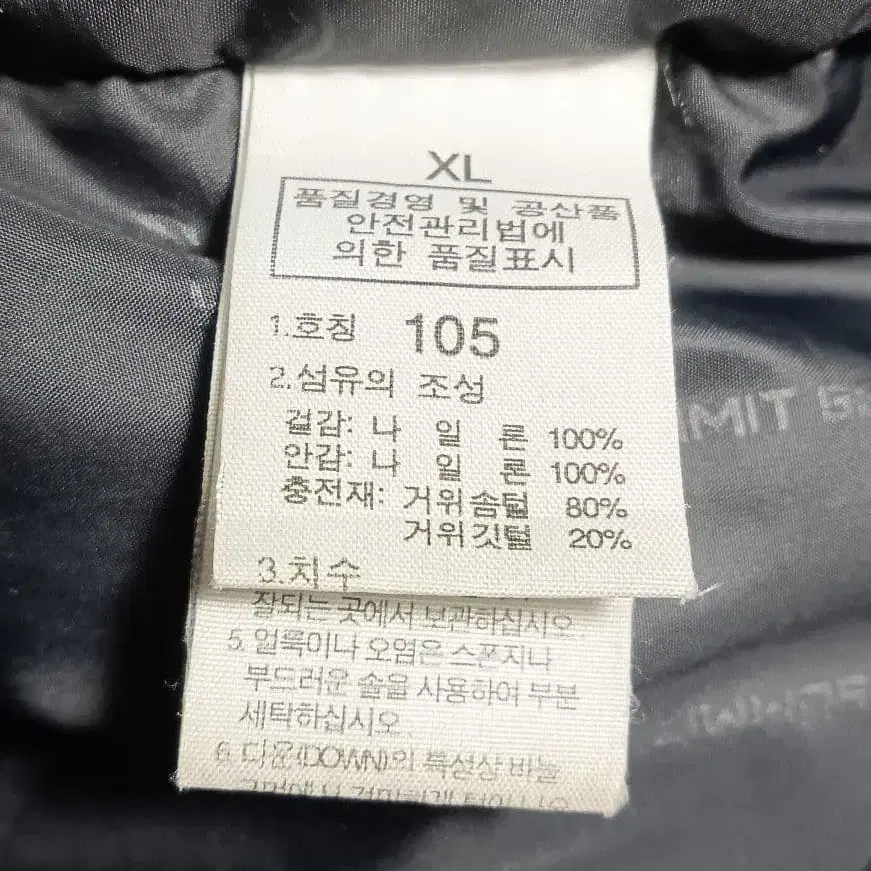 XL
품질경영 및 공산품
안전관리법에
의한 품질표시
1.호칭 105
2.섬유의 조성
겉감: 나 일 론 100%
안감: 나 일 론 100%
충전재: 거위솜털 80%
거위깃털 20%
3.치수
잘되는 곳에서 보관하십시오.
5. 얼룩이나 오염은 스폰지나
부드러운 솔을 사용하여 부분
세탁하십시오.
6. 다운(DOWN)의 특성상 바늘